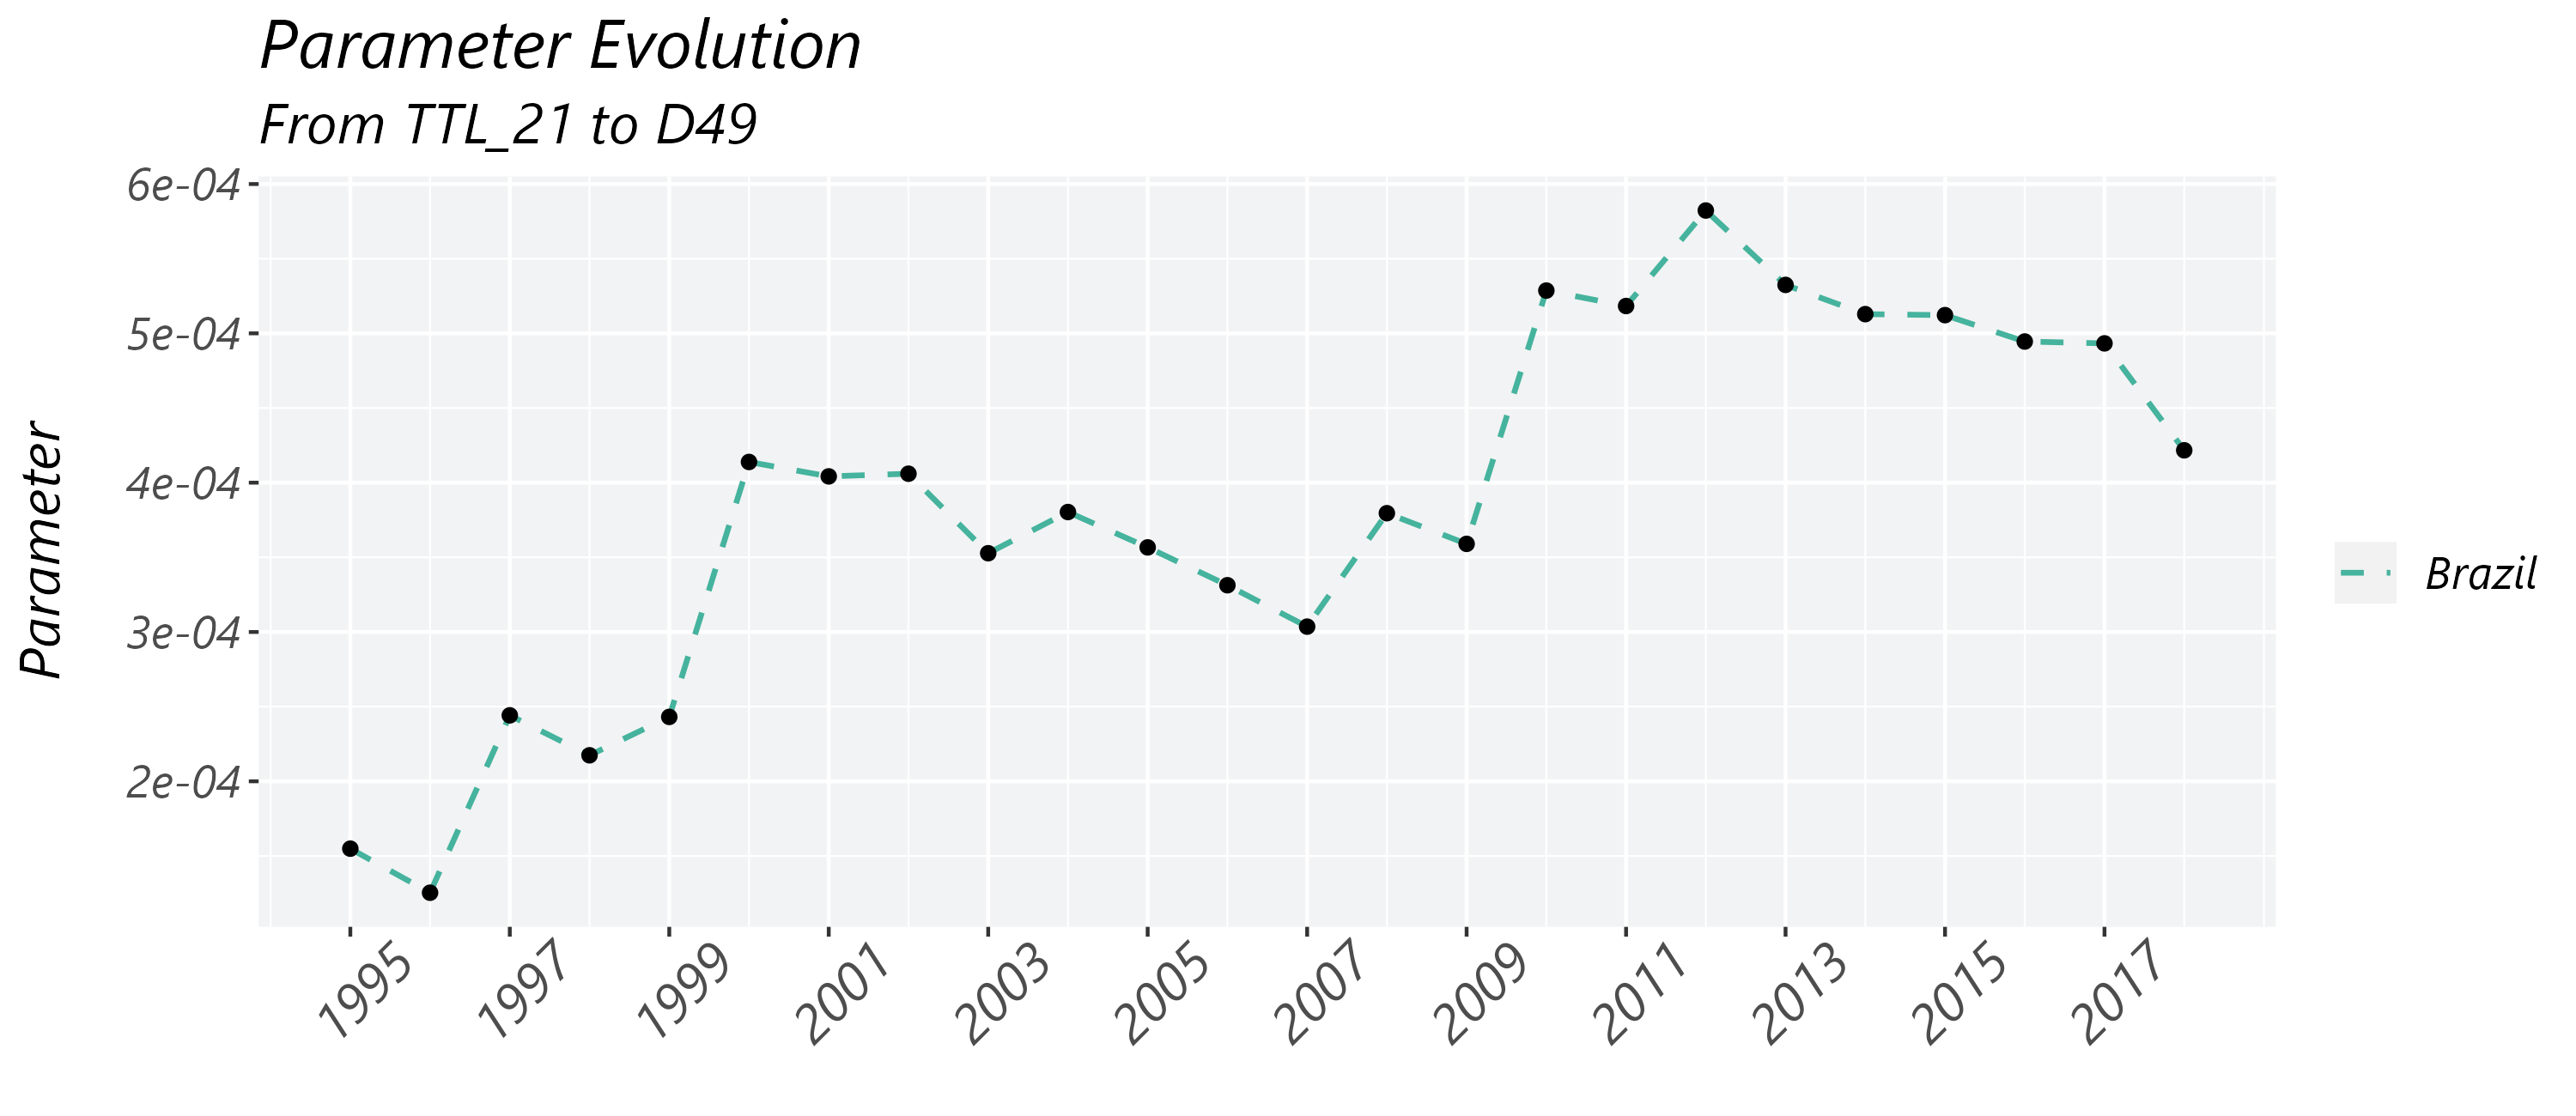 Parameter Evolution
From TTL_21 to D49
6e-04
5e-04
4e-04
3e-04
2e-04
Parameter
1995
1997
1999
2001
2003
2005
2007
2009
2011
2013
2015
2017
Brazil